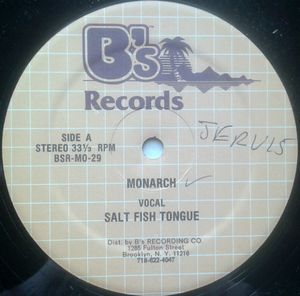 B's
Records
SIDE A
STEREO 33⅓ RPM
BSR-MO-29
JERVIS
MONARCH
VOCAL
SALT FISH TONGUE
Dist. by B's RECORDING CO.
1285 Fulton Street
Brooklyn, N.Y. 11216
718-622-4047